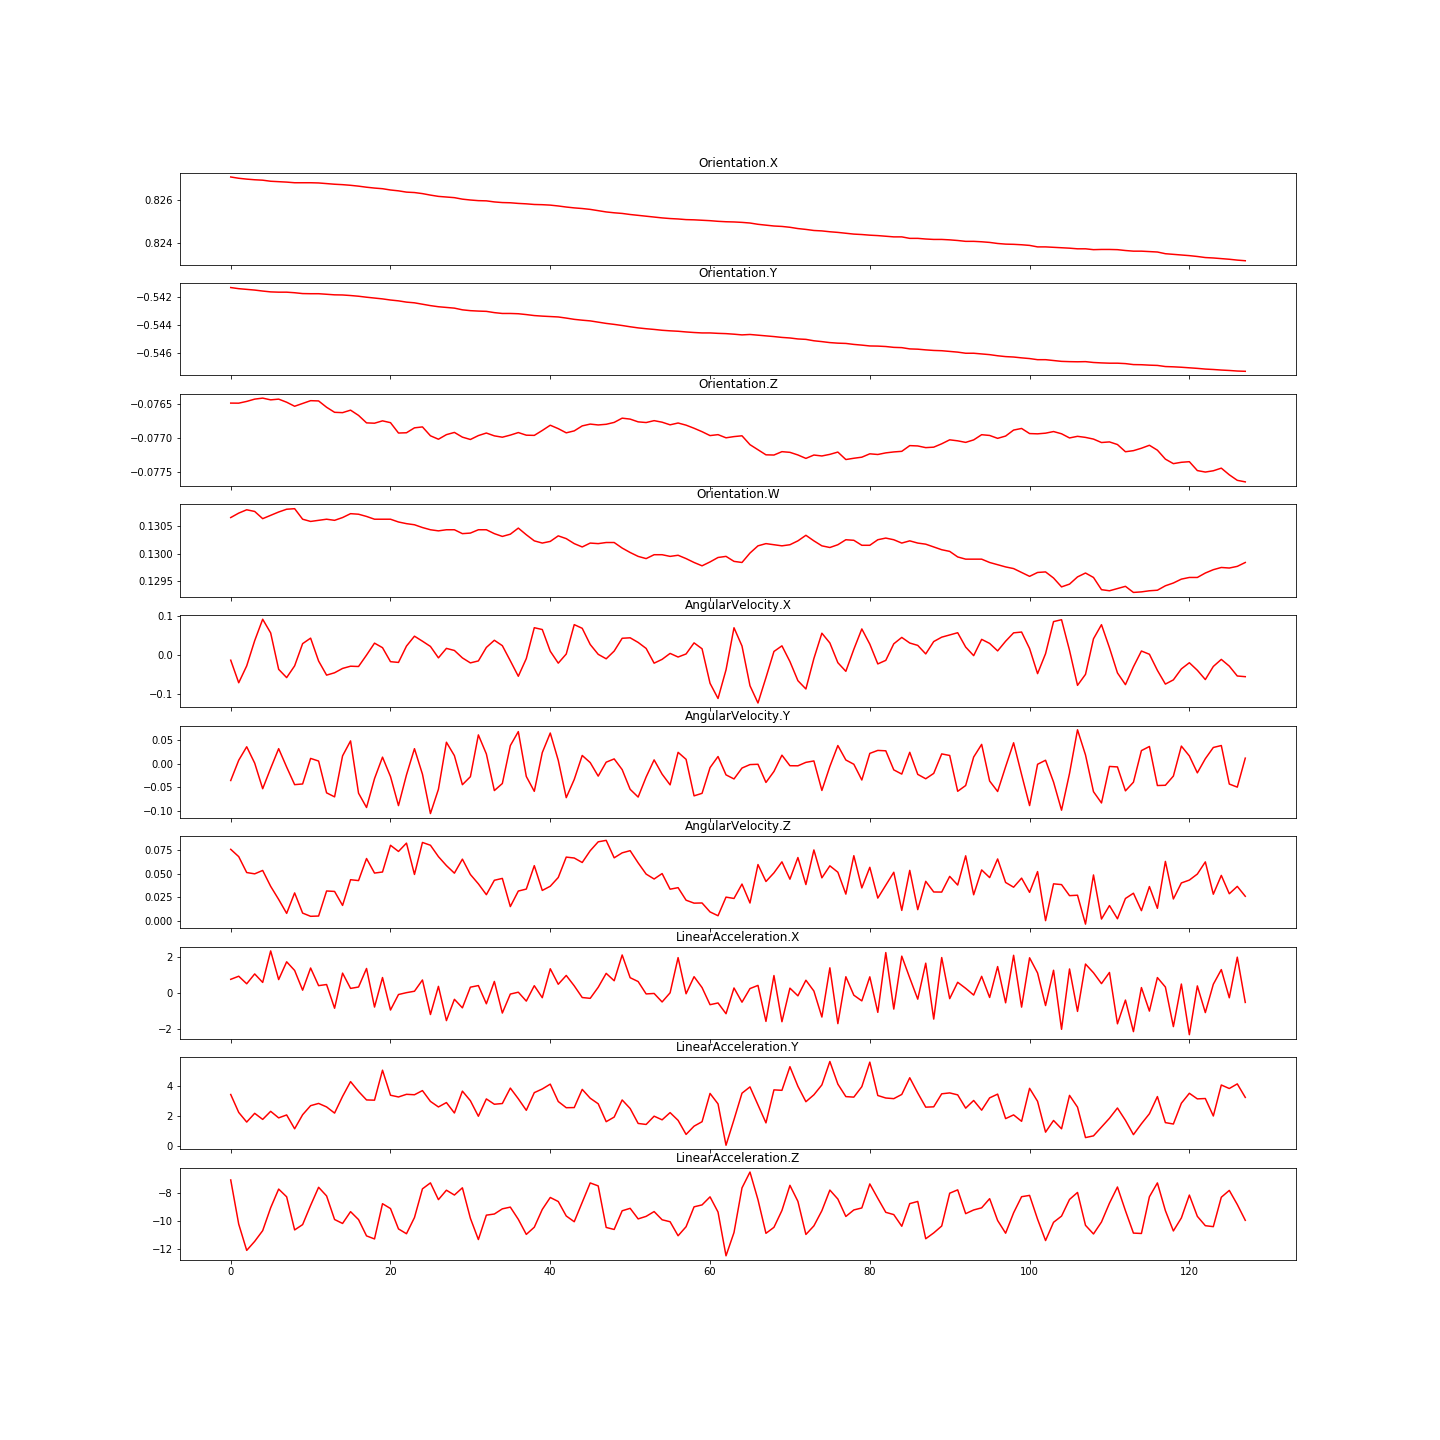 Orientation.X
0.826
0.824
Orientation.Y
−0.542
−0.544
−0.546
Orientation.Z
−0.0765
−0.0770
−0.0775
Orientation.W
0.1305
0.1300
0.1295
AngularVelocity.X
0.1
0.0
−0.1
AngularVelocity.Y
0.05
0.00
−0.05
−0.10
AngularVelocity.Z
0.075
0.050
0.025
0.000
LinearAcceleration.X
2
0
−2
LinearAcceleration.Y
4
2
0
LinearAcceleration.Z
−8
−10
−12
0 20 40 60 80 100 120